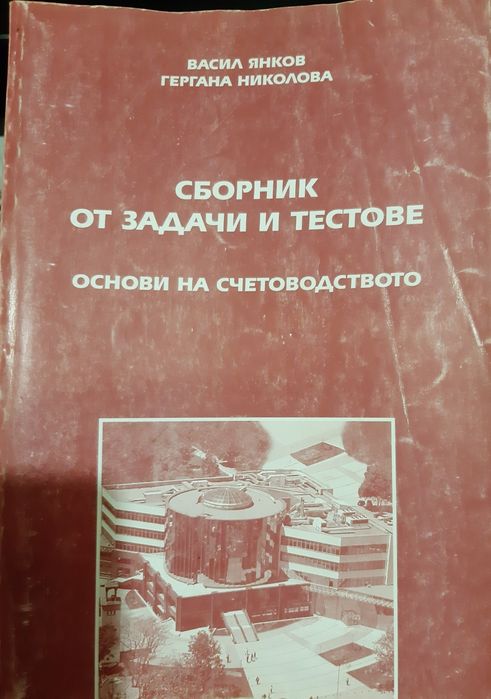 ВАСИЛ ЯНКОВ
ГЕРГАНА НИКОЛОВА
СБОРНИК
ОТ ЗАДАЧИ И ТЕСТОВЕ
ОСНОВИ НА СЧЕТОВОДСТВОТО